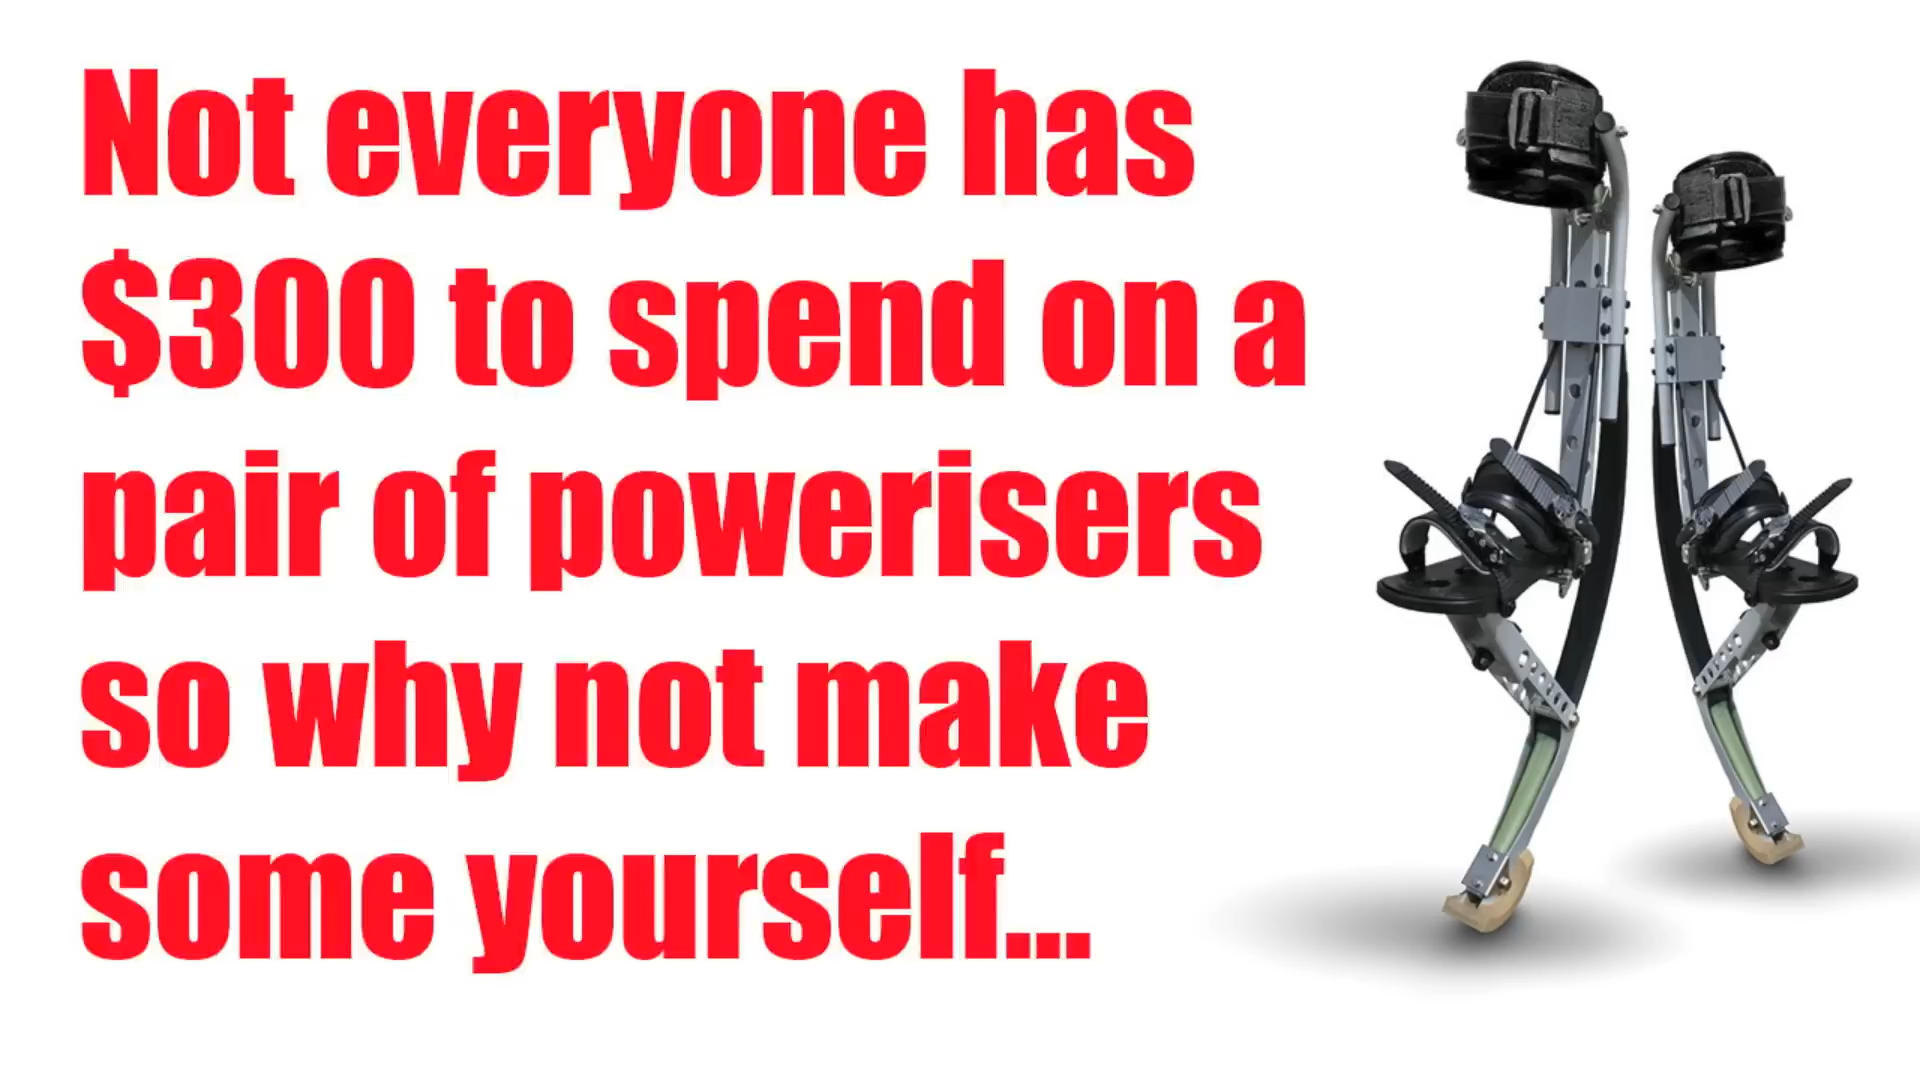 Not everyone has
$300 to spend on a
pair of powerisers
so why not make
some yourself...